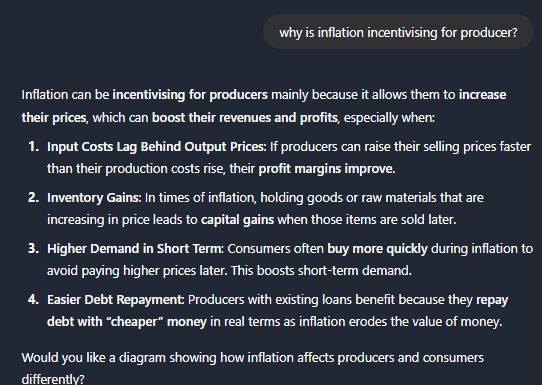 why is inflation incentivising for producer?
Inflation can be incentivising for producers mainly because it allows them to increase
their prices, which can boost their revenues and profits, especially when:
1. Input Costs Lag Behind Output Prices: If producers can raise their selling prices faster
than their production costs rise, their profit margins improve.
2. Inventory Gains: In times of inflation, holding goods or raw materials that are
increasing in price leads to capital gains when those items are sold later.
3. Higher Demand in Short Term: Consumers often buy more quickly during inflation to
avoid paying higher prices later. This boosts short-term demand.
4. Easier Debt Repayment: Producers with existing loans benefit because they repay
debt with “cheaper” money in real terms as inflation erodes the value of money.
Would you like a diagram showing how inflation affects producers and consumers
differently?